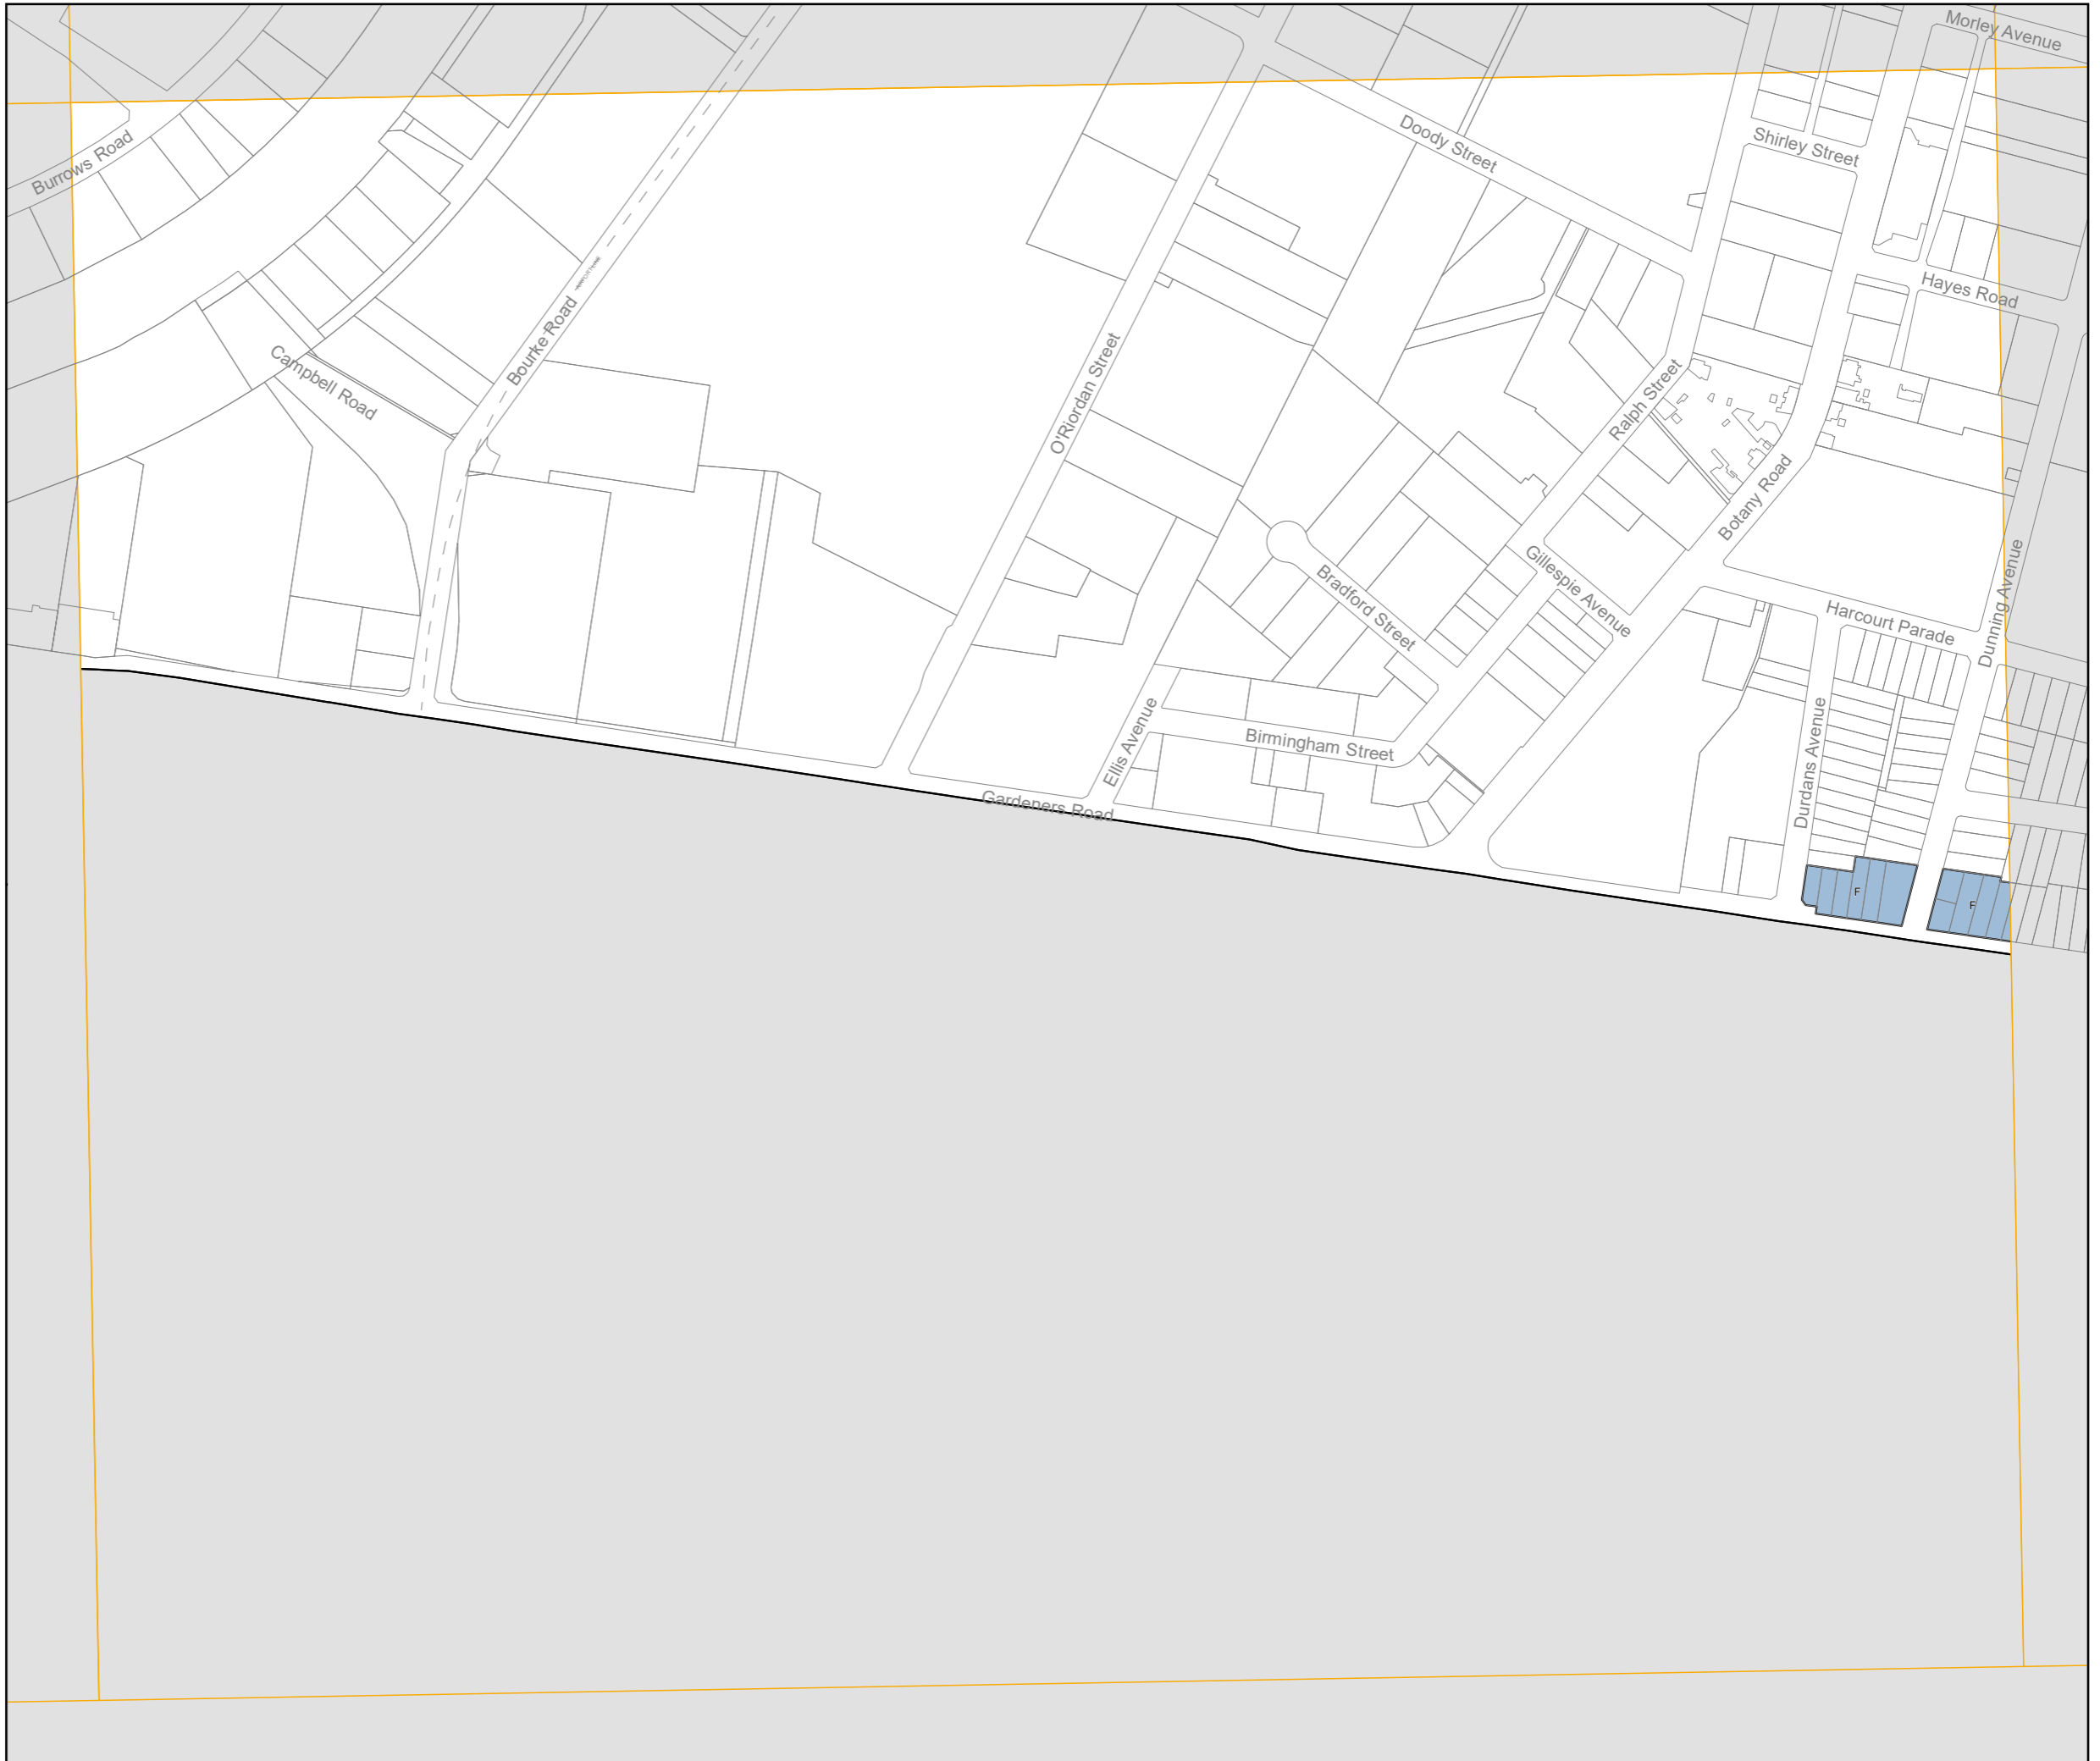 Morley Avenue
Burrows Road
Doody Street
Shirley Street
Hayes Road
Bourke Road
Campbell Road
O'Riordan Street
Ralph Street
Botany Road
Gillespie Avenue
Bradford Street
Harcourt Parade
Dunning Avenue
Ellis Avenue
Birmingham Street
Durdans Avenue
Gardeners Road
F
F